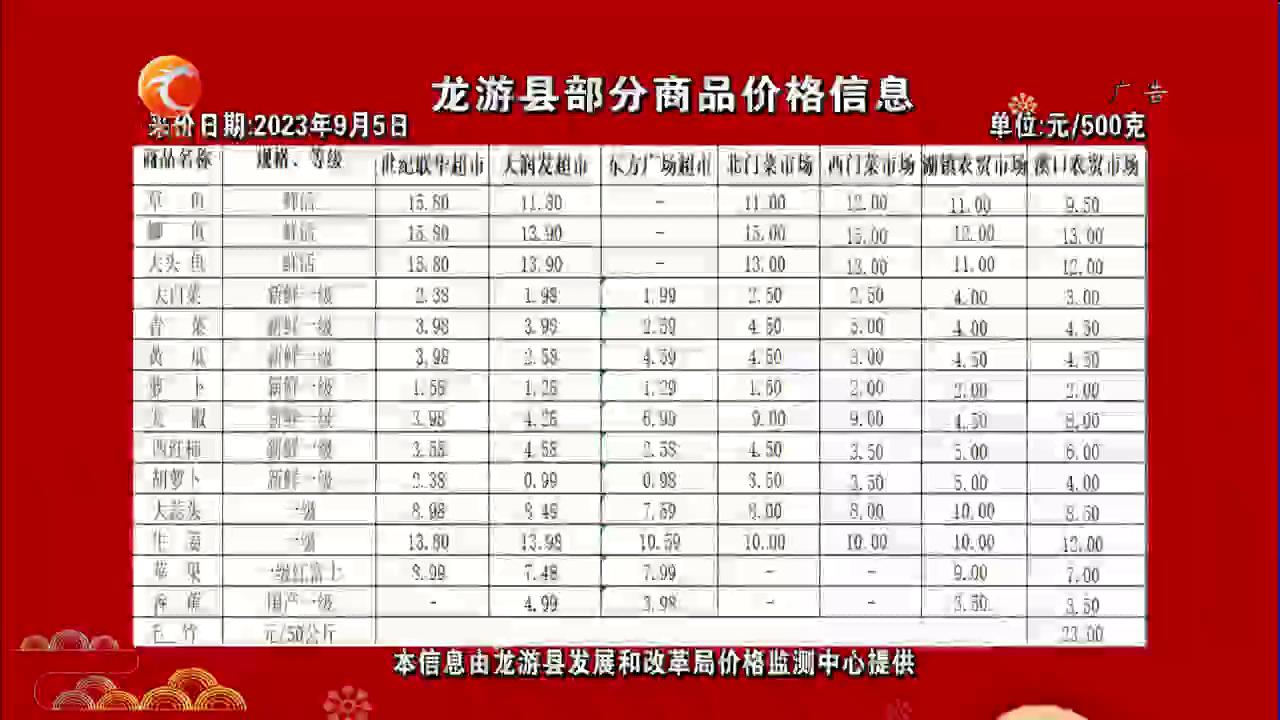 龙游县部分商品价格信息
广告
采价日期:2023年9月5日 单位:元/500克
商品名称 规格、等级 世纪联华超市 大润发超市 东方广场超市 北门菜市场 西门菜市场 湖镇农贸市场 溪口农贸市场
草鱼 鲜活 15.80 11.80 - 11.00 12.00 11.00 9.50
鱼 鲜活 15.80 13.90 - 15.00 15.00 12.00 13.00
大头鱼 鲜活 15.80 13.90 - 13.00 13.00 11.00 12.00
大白菜 新鲜一级 2.38 1.98 1.99 2.50 2.50 4.00 3.00
青菜 新鲜一级 3.98 3.98 2.59 4.50 5.00 4.00 4.50
黄瓜 新鲜一级 3.98 4.59 4.50 3.00 4.50 4.50
萝卜 新鲜一级 1.58 1.28 1.29 1.50 2.00 2.00 2.00
新鲜一级 3.98 4.28 6.99 9.00 9.00 4.50 8.00
西红柿 新鲜一级 3.58 4.58 2.58 4.50 3.50 5.00 6.00
胡萝卜 新鲜一级 2.38 0.99 0.98 3.50 3.50 5.00 4.00
大蒜头 一级 8.98 8.48 7.59 8.00 8.00 10.00 8.50
生姜 一级 13.80 13.98 10.59 10.00 10.00 10.00 12.00
苹果 一级红富士 8.99 7.48 7.99 - - 9.00 7.00
香蕉 国产一级 - 4.99 3.98 - - 3.50 3.50
毛竹 元/50公斤 23.00
本信息由龙游县发展和改革局价格监测中心提供